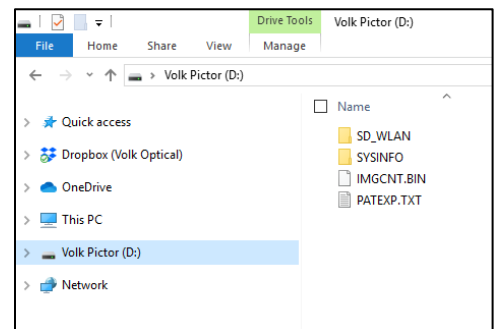 Drive Tools Volk Pictor (D:)
File Home Share View Manage
Volk Pictor (D:)
Quick access
Dropbox (Volk Optical)
OneDrive
This PC
Volk Pictor (D:)
Network
Name
SD_WLAN
SYSINFO
IMGCNT.BIN
PATEXP.TXT